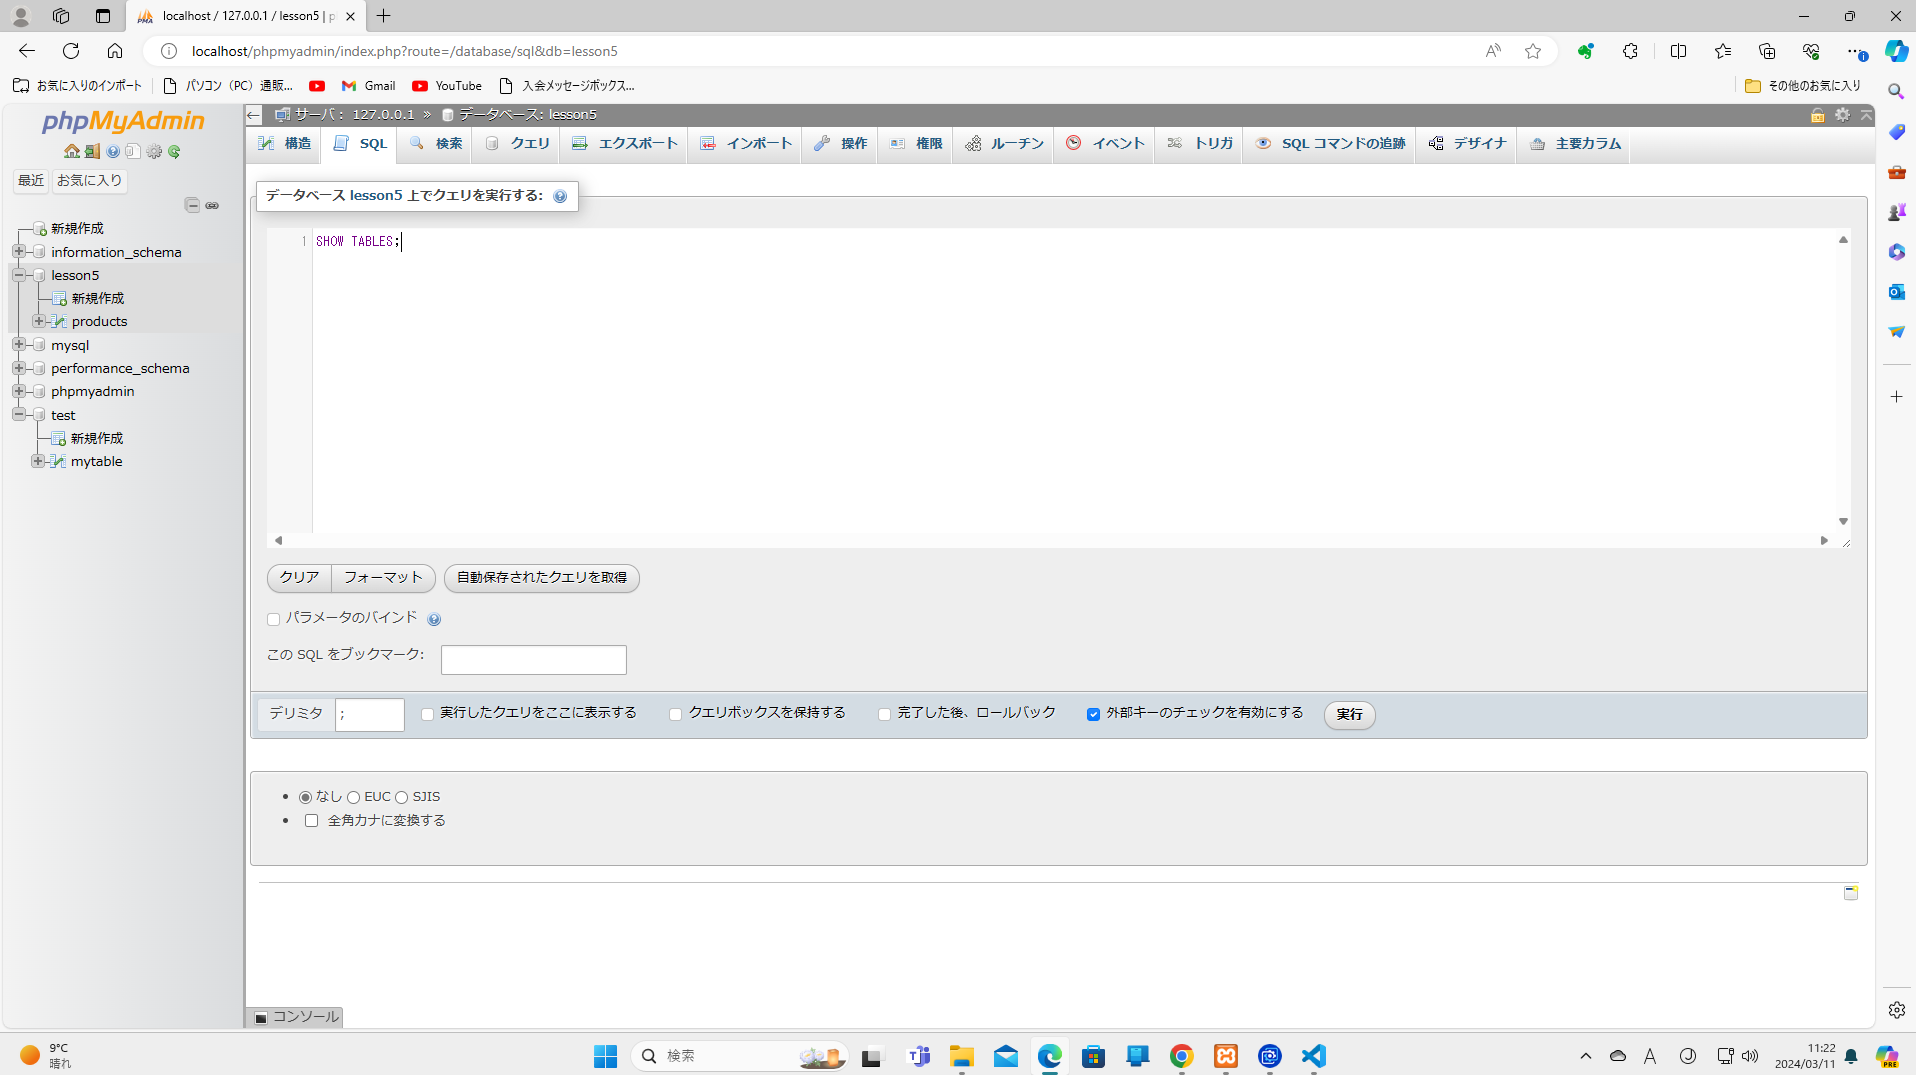 localhost / 127.0.0.1 / lesson5 | p
localhost/phpmyadmin/index.php?route=/database/sql&db=lesson5
お気に入りのインポート
パソコン（PC）通販...
Gmail
YouTube
入会メッセージボックス...
その他のお気に入り
phpMyAdmin
サーバ： 127.0.0.1 » データベース: lesson5
構造
SQL
検索
クエリ
エクスポート
インポート
操作
権限
ルーチン
イベント
トリガ
SQL コマンドの追跡
デザイナ
主要カラム
最近
お気に入り
新規作成
information_schema
lesson5
新規作成
products
mysql
performance_schema
phpmyadmin
test
新規作成
mytable
データベース lesson5 上でクエリを実行する:
1
SHOW TABLES;
クリア
フォーマット
自動保存されたクエリを取得
パラメータのバインド
この SQL をブックマーク:
デリミタ
;
実行したクエリをここに表示する
クエリボックスを保持する
完了した後、ロールバック
外部キーのチェックを有効にする
実行
なし
EUC
SJIS
全角カナに変換する
コンソール
9°C
晴れ
検索
A
11:22
2024/03/11
PRE